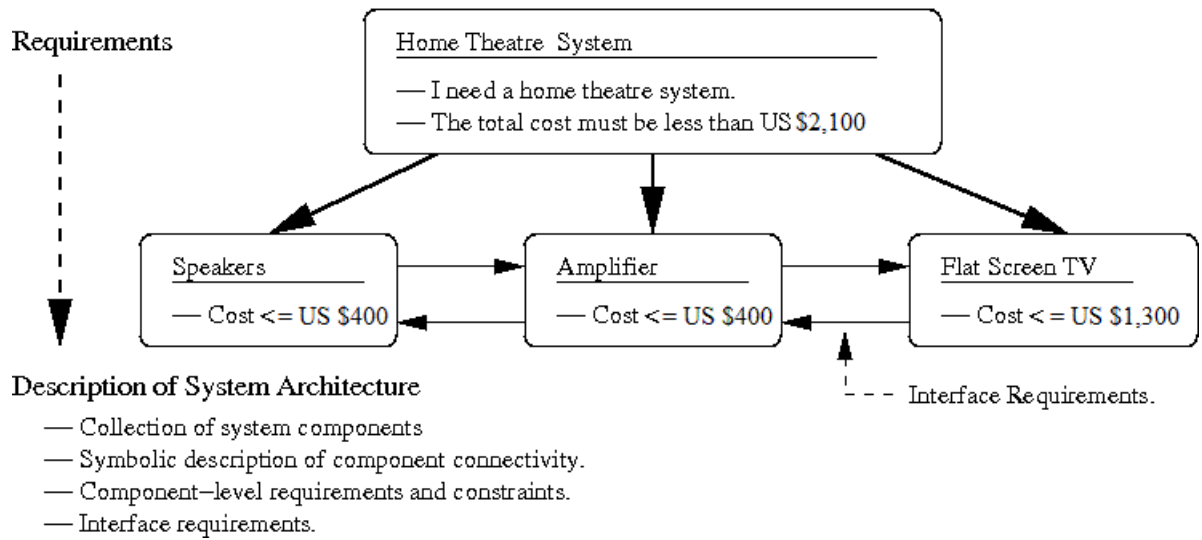 Requirements
Home Theatre System
— I need a home theatre system.
— The total cost must be less than US $2,100
Speakers
— Cost <= US $400
Amplifier
— Cost <= US $400
Flat Screen TV
— Cost <= US $1,300
Interface Requirements.
Description of System Architecture
— Collection of system components
— Symbolic description of component connectivity.
— Component–level requirements and constraints.
— Interface requirements.